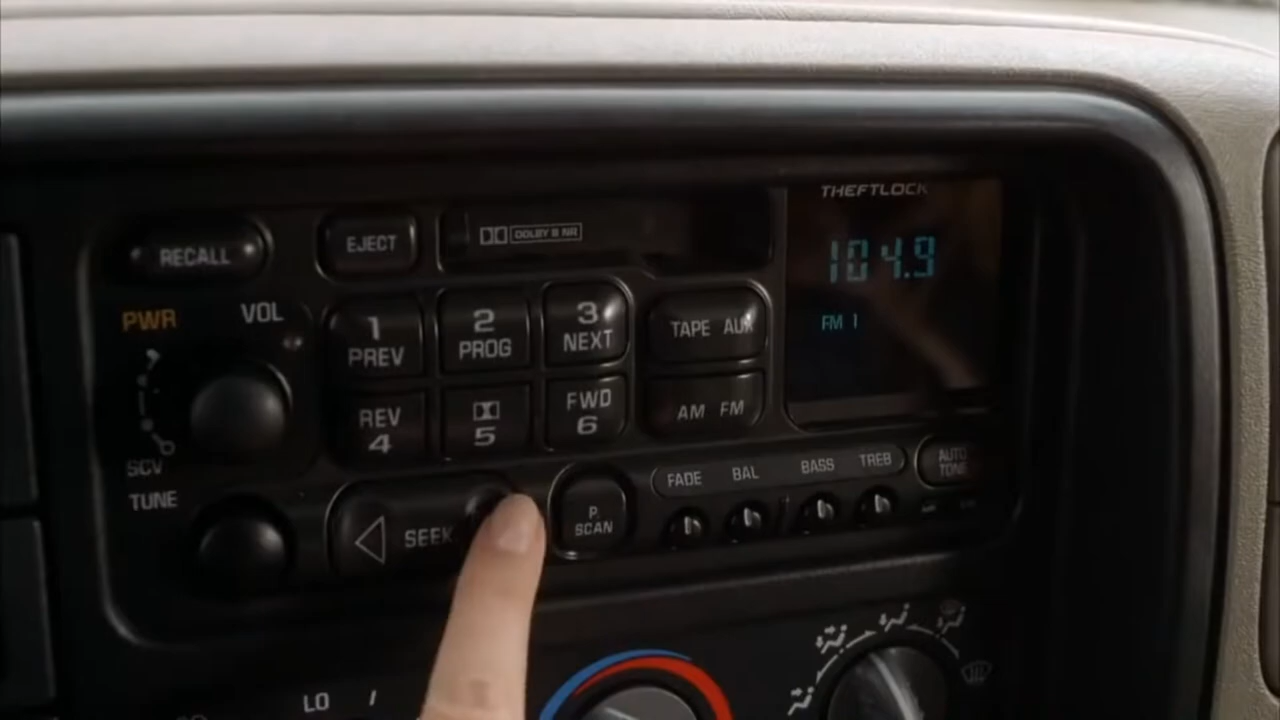 THEFTLOCK
RECALL
EJECT
DOLBY B NR
104.9
FM 1
PWR
VOL
1
PREV
2
PROG
3
NEXT
TAPE AUX
REV
4
5
FWD
6
AM FM
SCV
TUNE
SEEK
P.
SCAN
FADE BAL BASS TREB
AUTO
TONE
LO